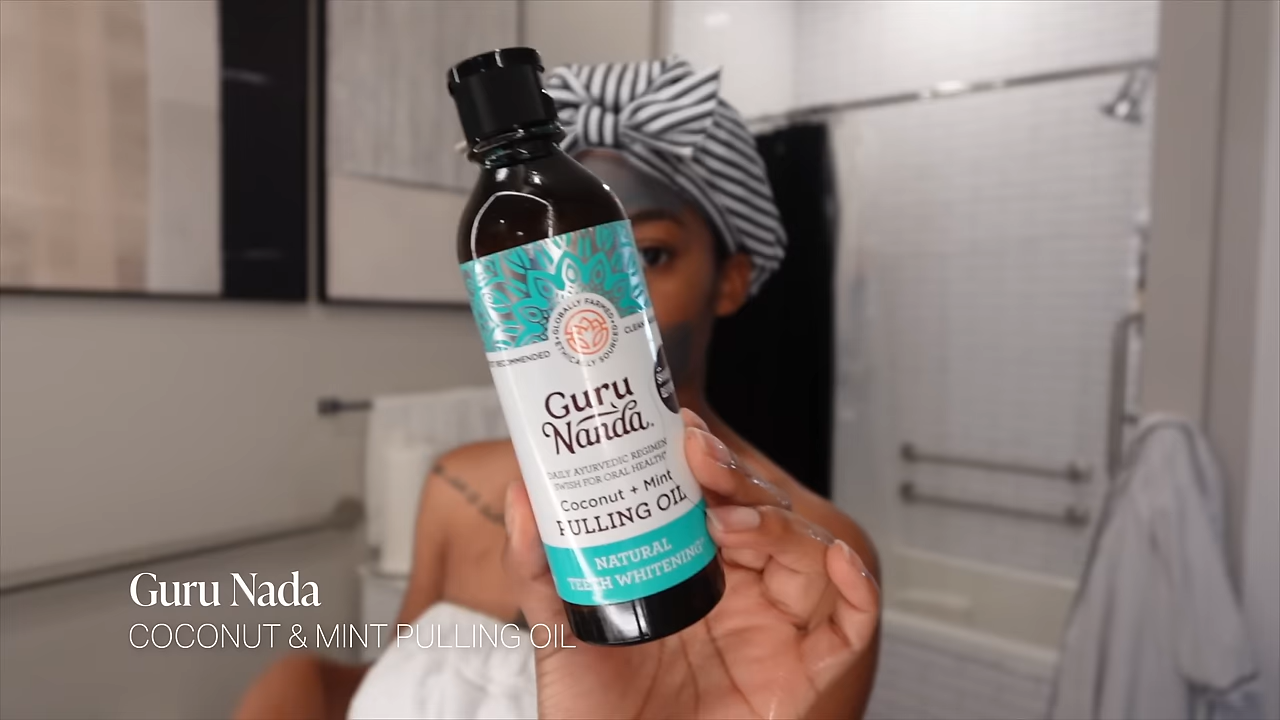 GLOBALLY FARMED
ETHICALLY SOURCED
RECOMMENDED
CLEAN
Guru
Nanda.
DAILY AYURVEDIC REGIMEN
SWISH FOR ORAL HEALTH*
Coconut + Mint
PULLING OIL
NATURAL
TEETH WHITENING*
Guru Nada
COCONUT & MINT PULLING OIL